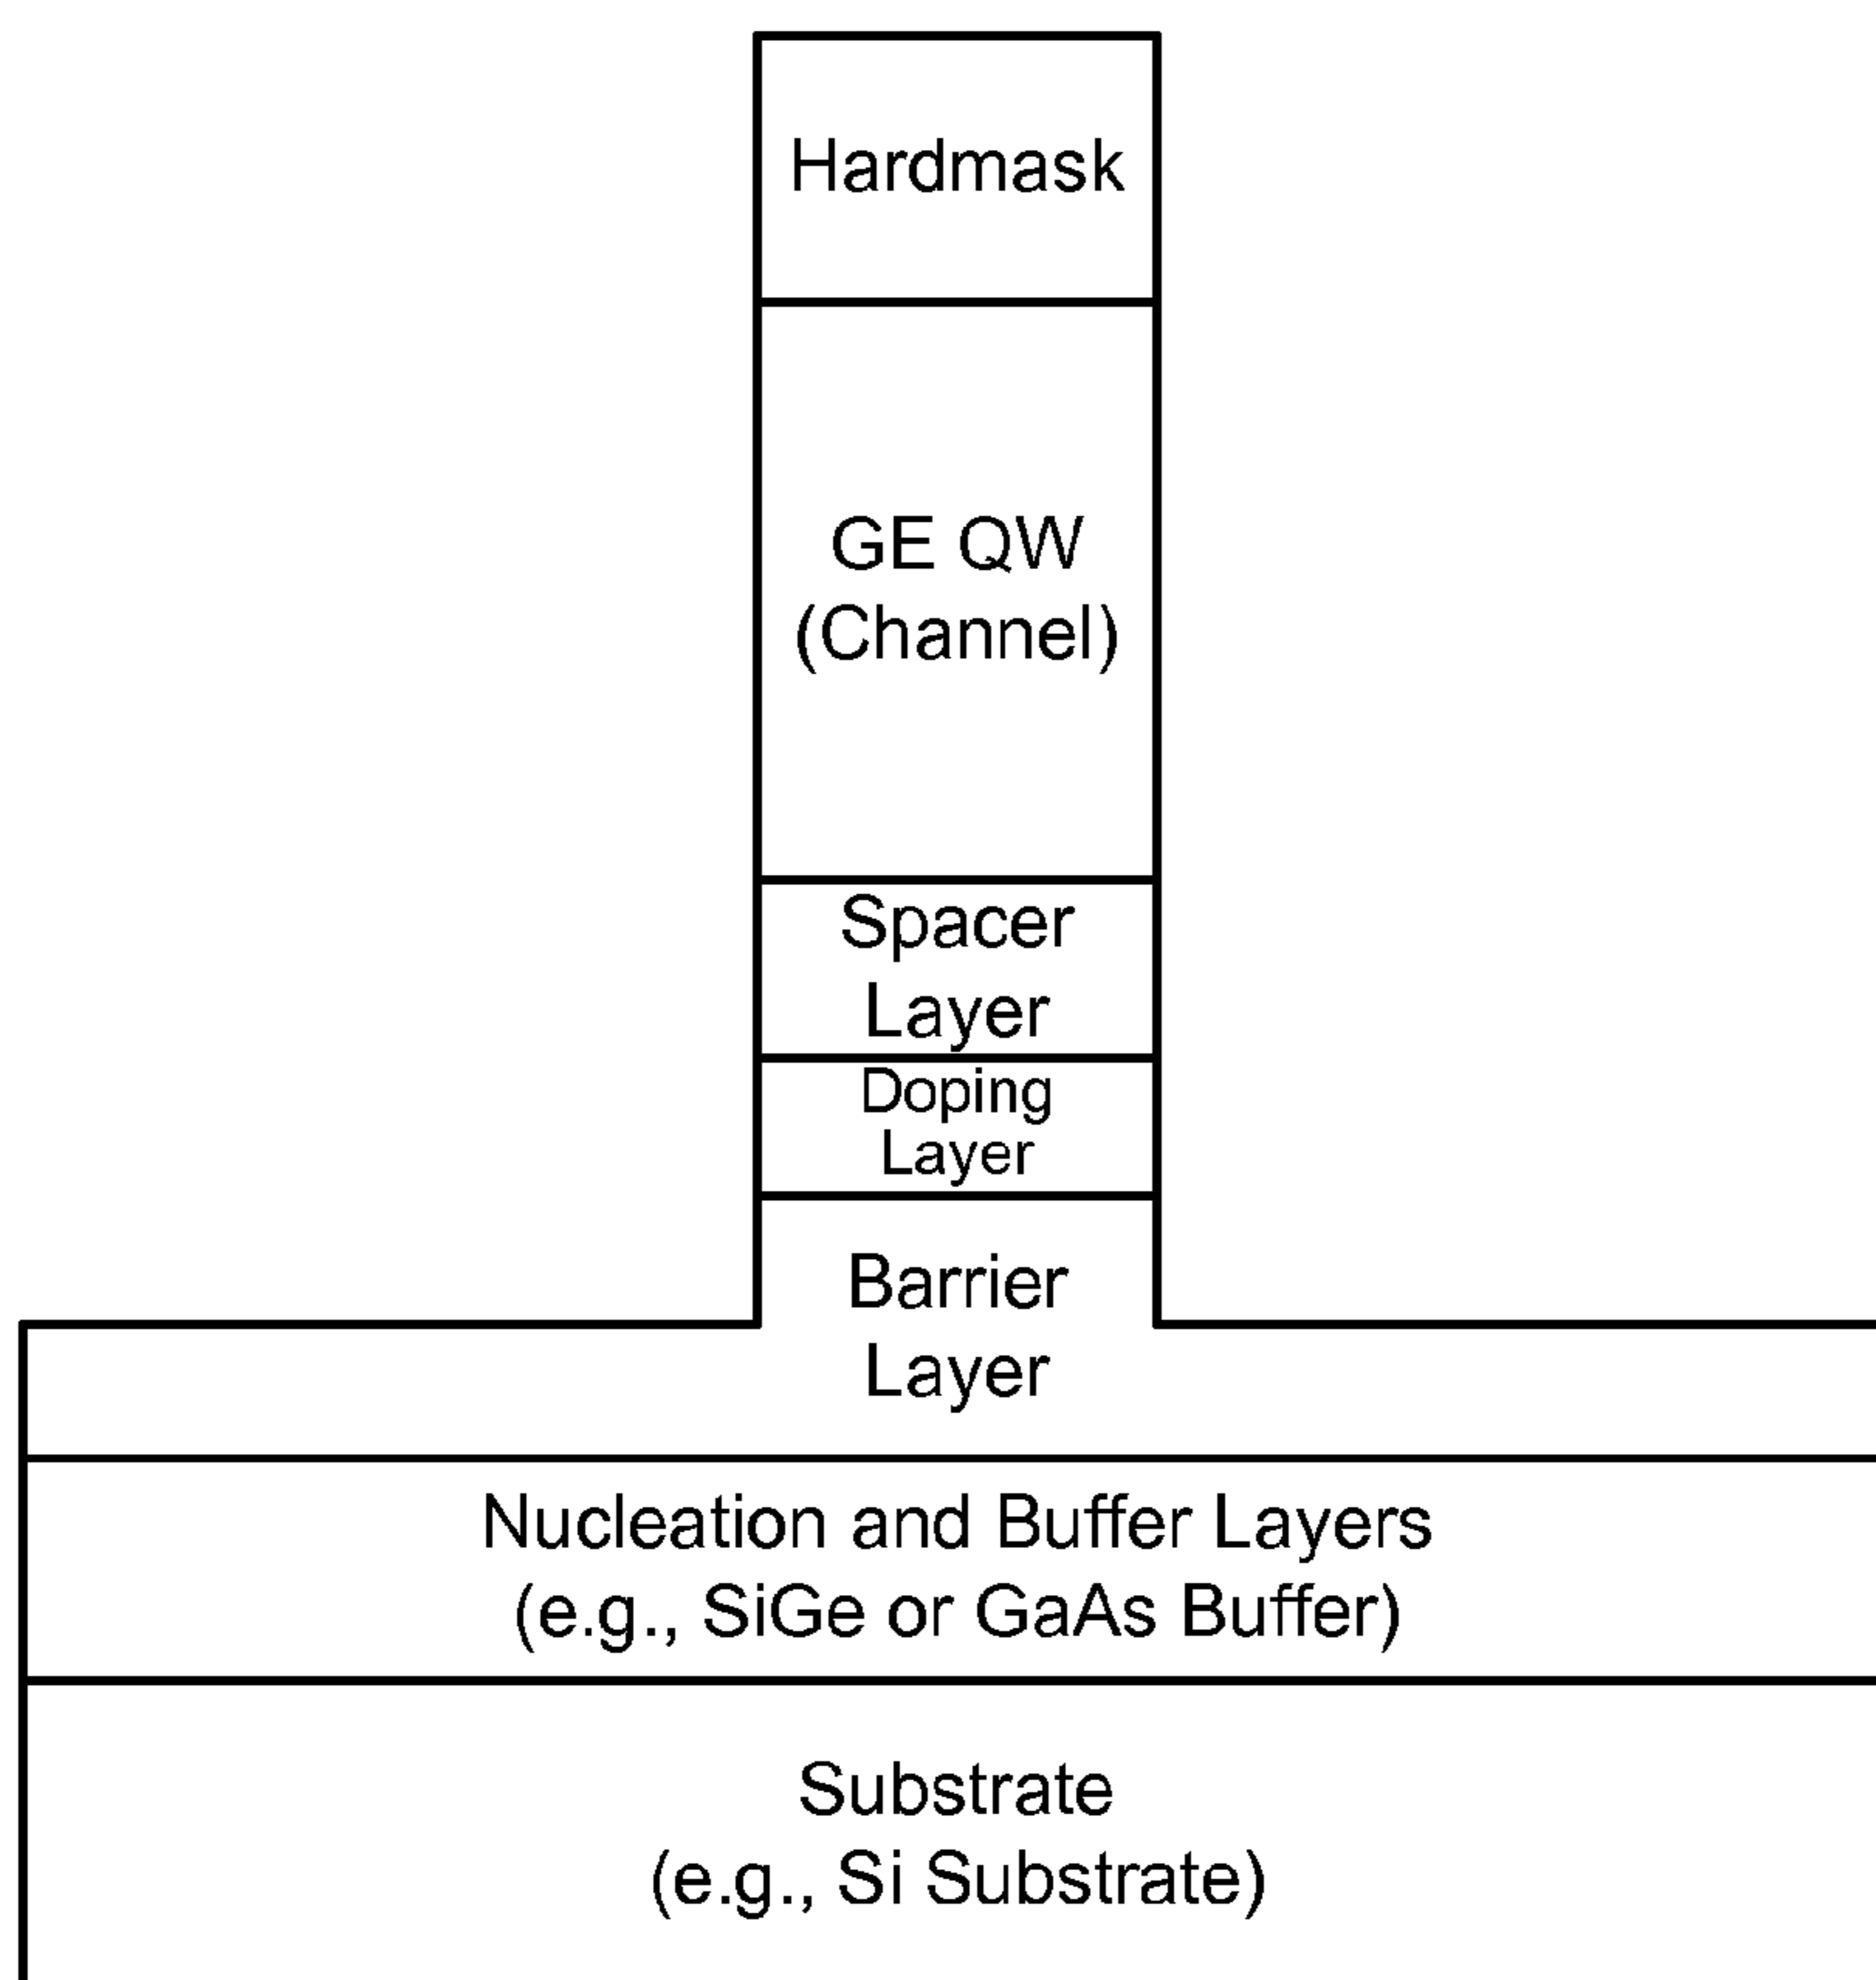 Hardmask
GE QW
(Channel)
Spacer
Layer
Doping
Layer
Barrier
Layer
Nucleation and Buffer Layers
(e.g., SiGe or GaAs Buffer)
Substrate
(e.g., Si Substrate)